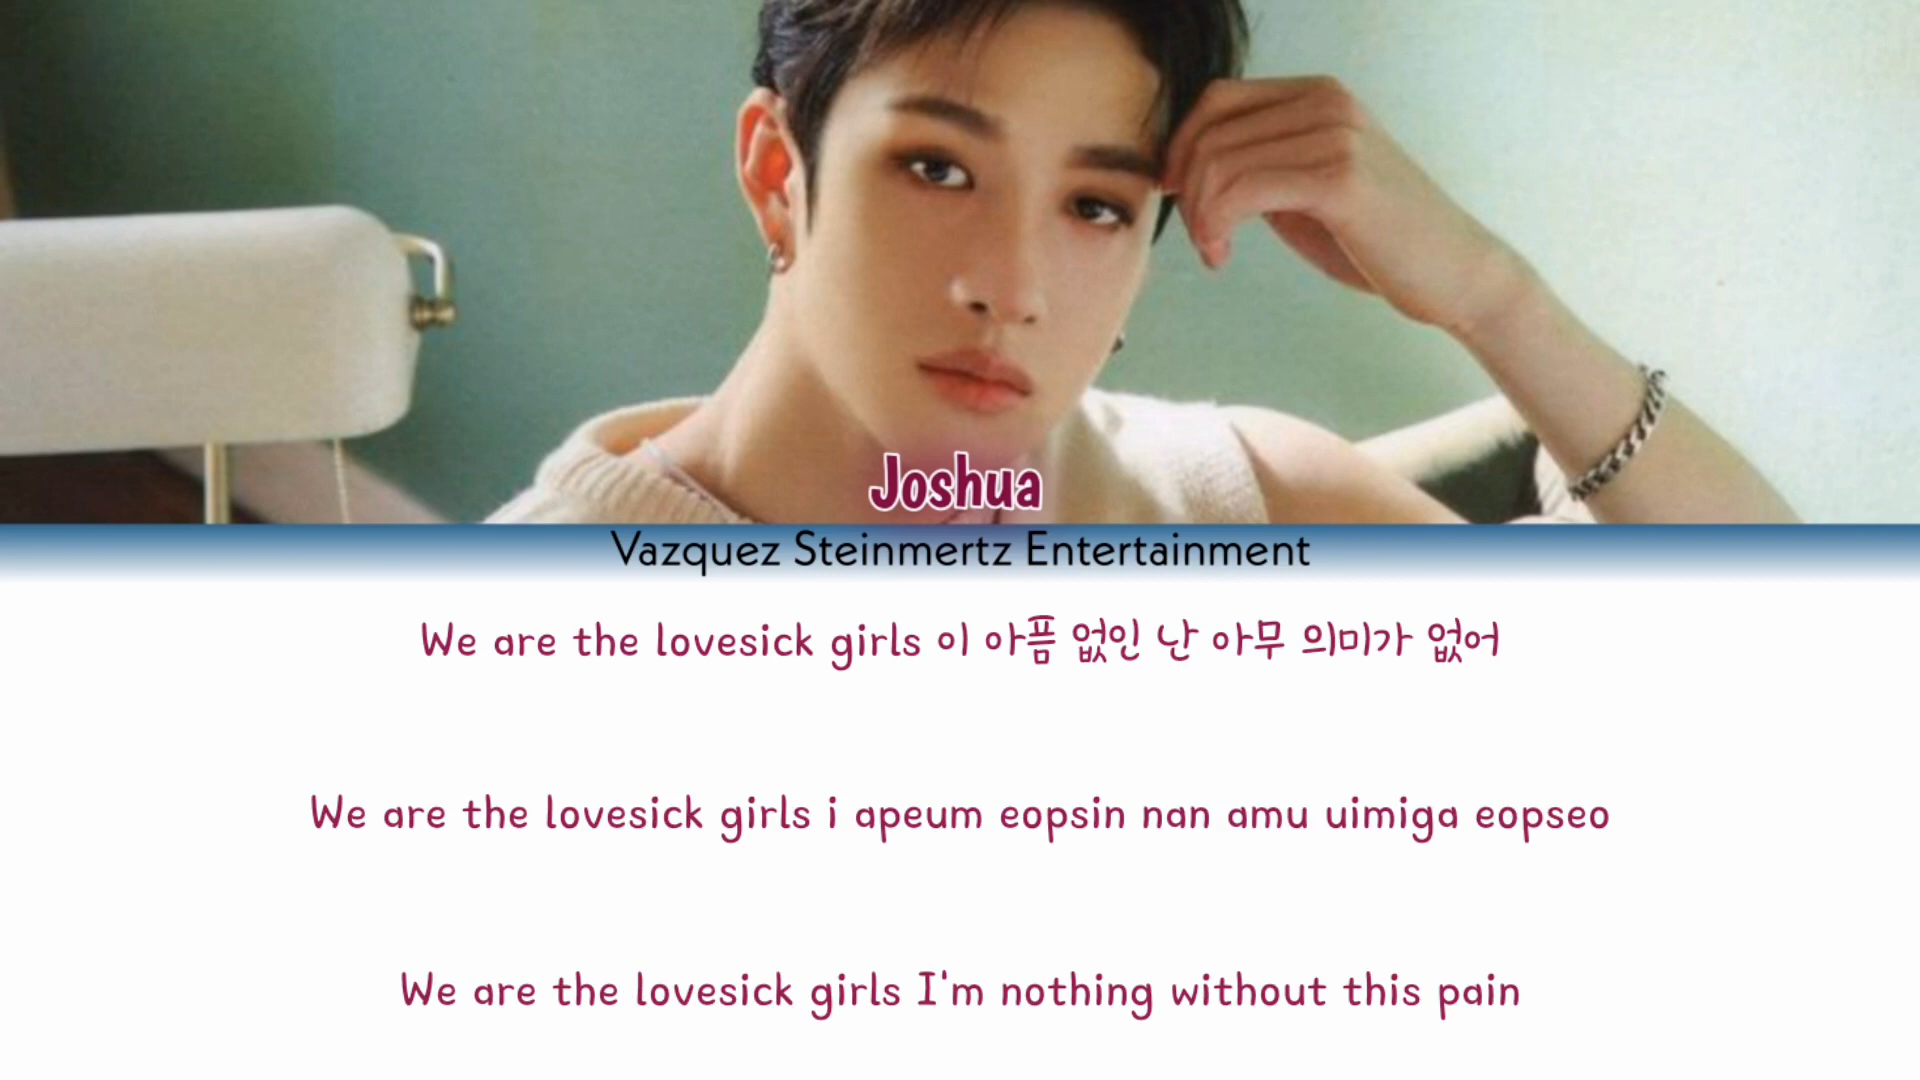 Joshua
Vazquez Steinmertz Entertainment
We are the lovesick girls 이 아픔 없인 난 아무 의미가 없어
We are the lovesick girls i apeum eopsin nan amu uimiga eopseo
We are the lovesick girls I'm nothing without this pain